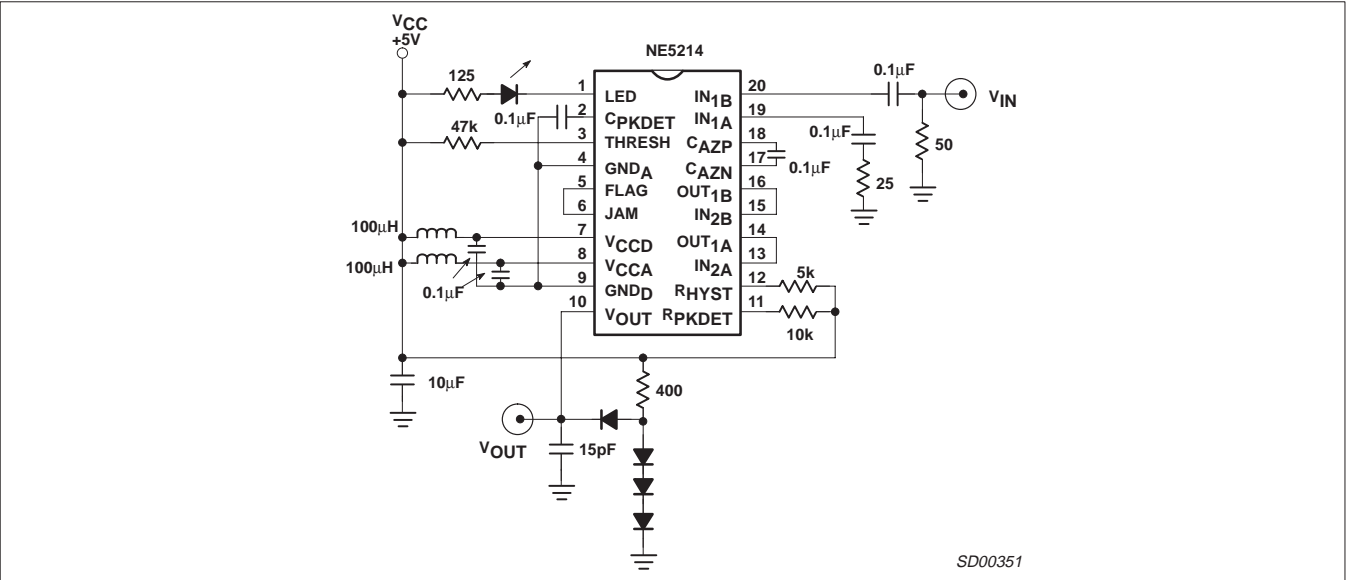 VCC
+5V
NE5214
125
1
LED
0.1μF
2
CPKDET
47k
3
THRESH
4
GNDA
5
FLAG
6
JAM
100μH
7
VCCD
100μH
8
VCCA
0.1μF
9
GNDD
10
VOUT
IN1B
20
0.1μF
VIN
IN1A
19
0.1μF
50
CAZP
18
0.1μF
CAZN
17
25
OUT1B
16
IN2B
15
OUT1A
14
IN2A
13
RHYST
12
5k
RPKDET
11
10k
10μF
400
VOUT
15pF
SD00351